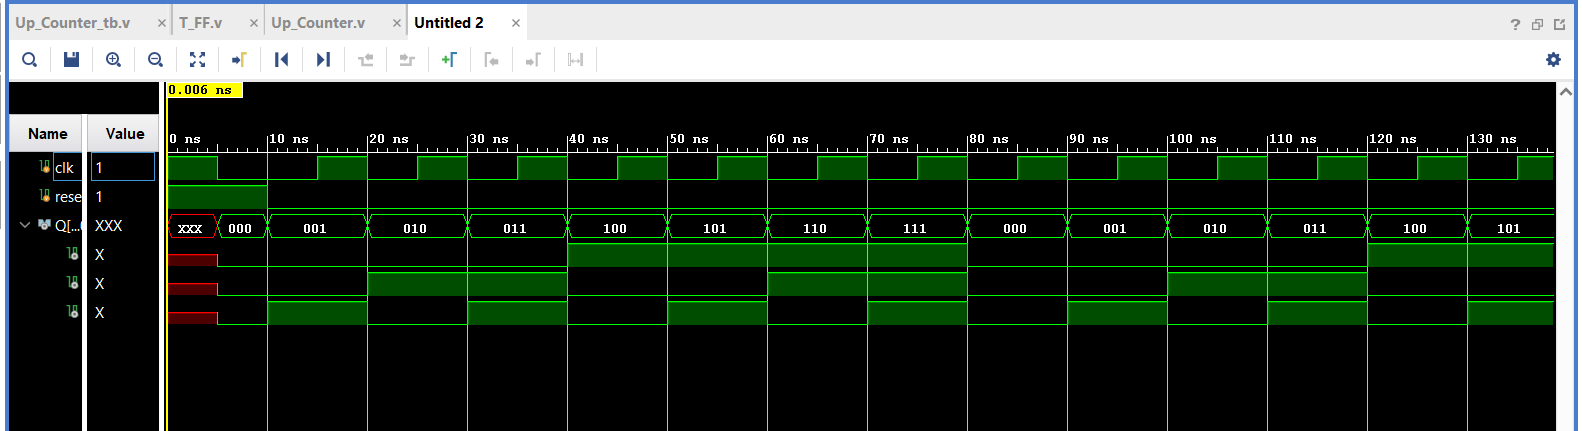 Up_Counter_tb.v × T_FF.v × Up_Counter.v × Untitled 2 × ?
0.006 ns
Name Value 0 ns 10 ns 20 ns 30 ns 40 ns 50 ns 60 ns 70 ns 80 ns 90 ns 100 ns 110 ns 120 ns 130 ns
clk 1
rese 1
Q[...( XXX XXX 000 001 010 011 100 101 110 111 000 001 010 011 100 101
X
X
X